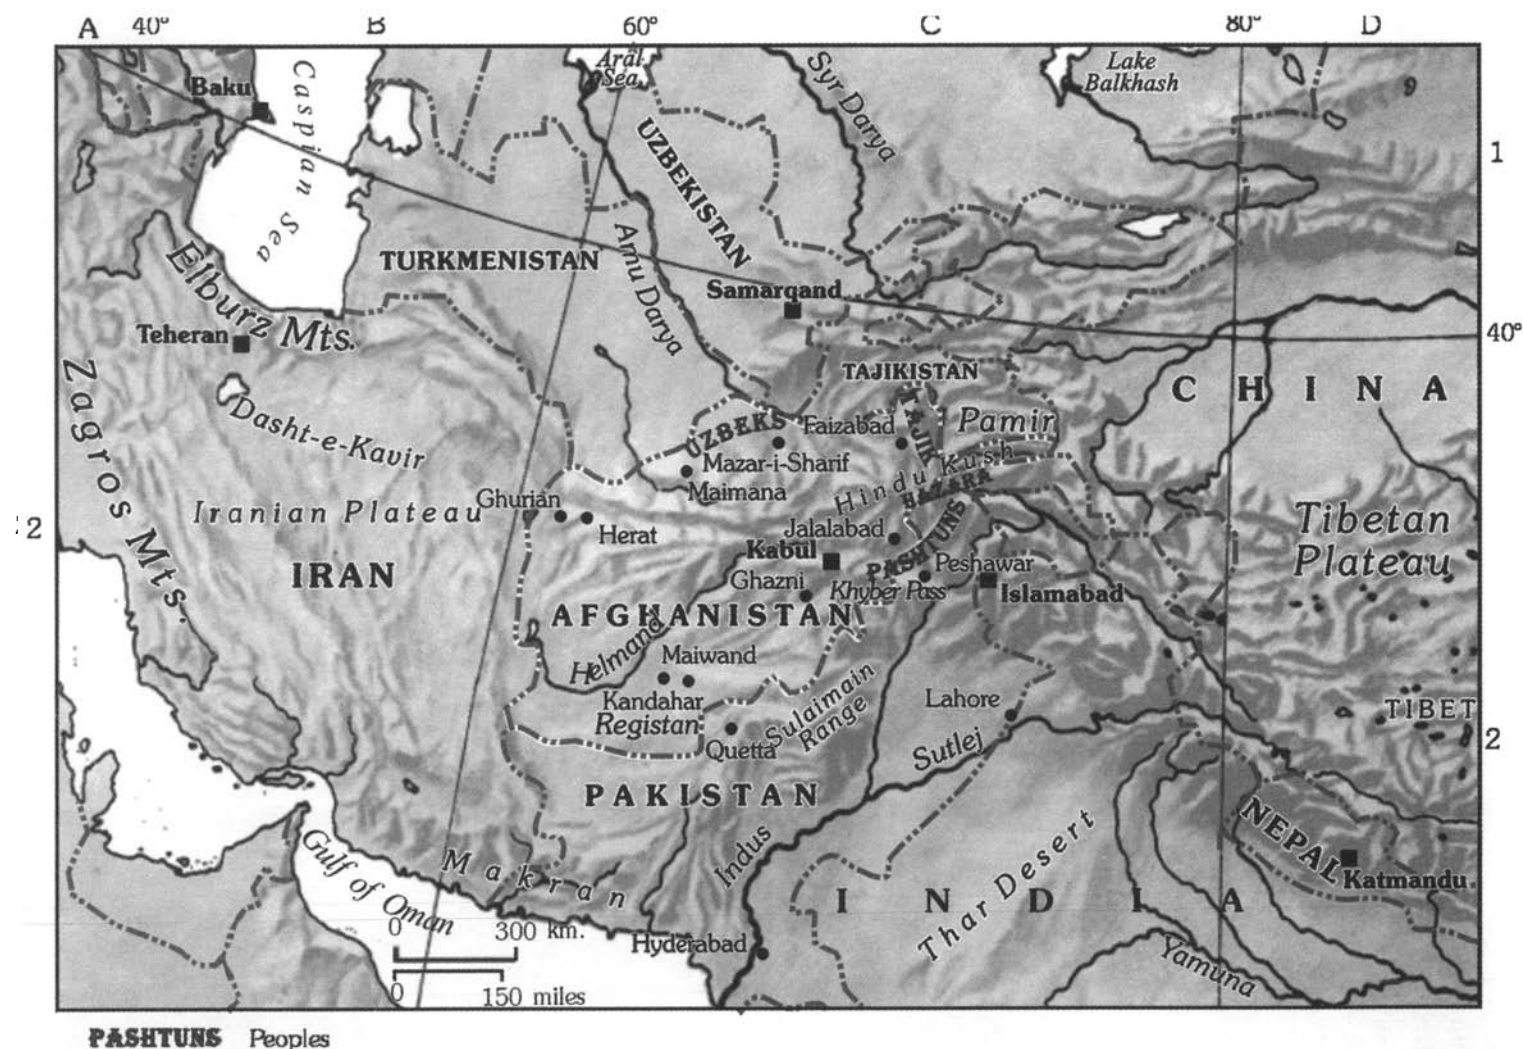 A 40° B 60° C 80° D
Aral
Sea
Lake
Balkhash
Baku
Caspian Sea
Syr Darya
1
UZBEKISTAN
Elburz Mts.
TURKMENISTAN
Amu Darya
Samarqand
Teheran
40°
Zagros Mts.
TAJIKISTAN
CHINA
Dasht-e-Kavir
UZBEKS
Faizabad
TAJIK
Pamir
Mazar-i-Sharif
Hindu Kush
Maimana
HAZARA
Ghurian
Iranian Plateau
2
Herat
Jalalabad
PASHTUNS
Tibetan
Plateau
Kabul
Peshawar
IRAN
Ghazni
Khyber Pass
Islamabad
AFGHANISTAN
Helmand
Maiwand
Kandahar
Registan
Sulaimain
Range
Lahore
TIBET
Quetta
Sutlej
2
PAKISTAN
NEPAL
Gulf of Oman
Makran
Indus
Thar Desert
Katmandu
INDIA
0 300 km.
Hyderabad
Yamuna
0 150 miles
PASHTUNS Peoples